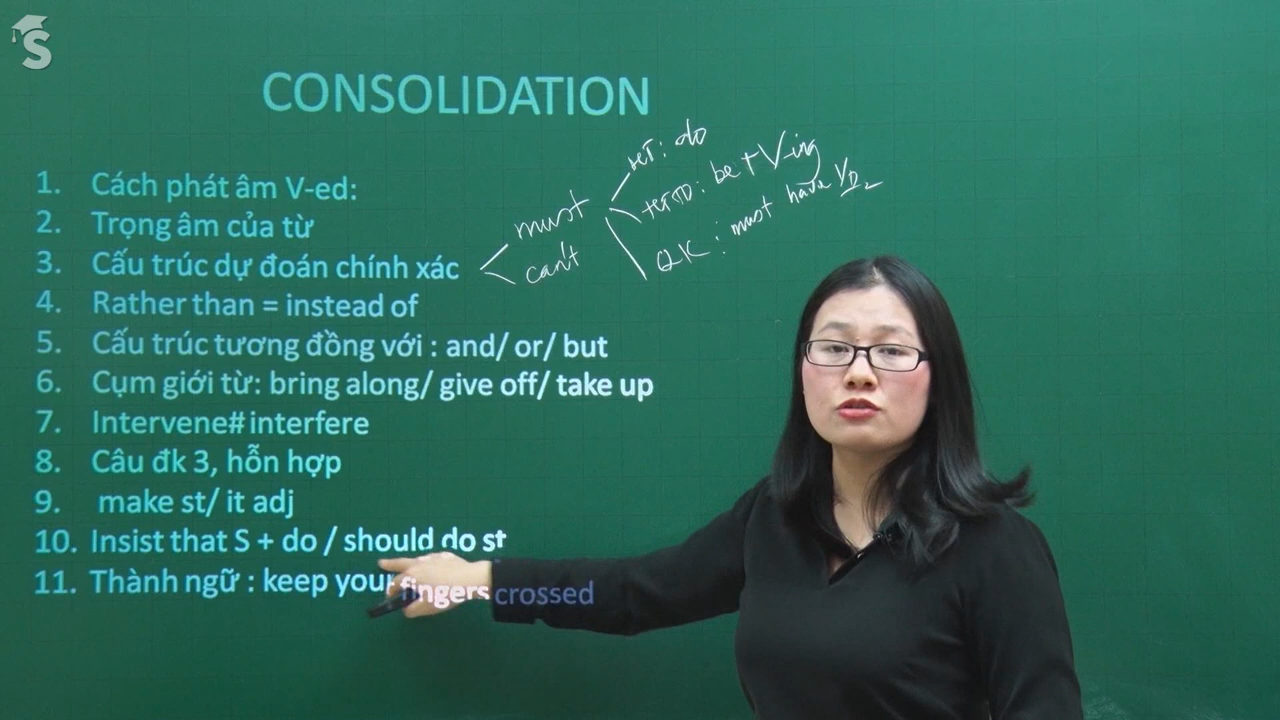 S
CONSOLIDATION
1. Cách phát âm V-ed:
2. Trọng âm của từ
3. Cấu trúc dự đoán chính xác
must
can't
: do
: be + V-ing
QK : must have VP2
4. Rather than = instead of
5. Cấu trúc tương đồng với : and/ or/ but
6. Cụm giới từ: bring along/ give off/ take up
7. Intervene# interfere
8. Câu đk 3, hỗn hợp
9. make st/ it adj
10. Insist that S + do / should do st
11. Thành ngữ : keep your fingers crossed